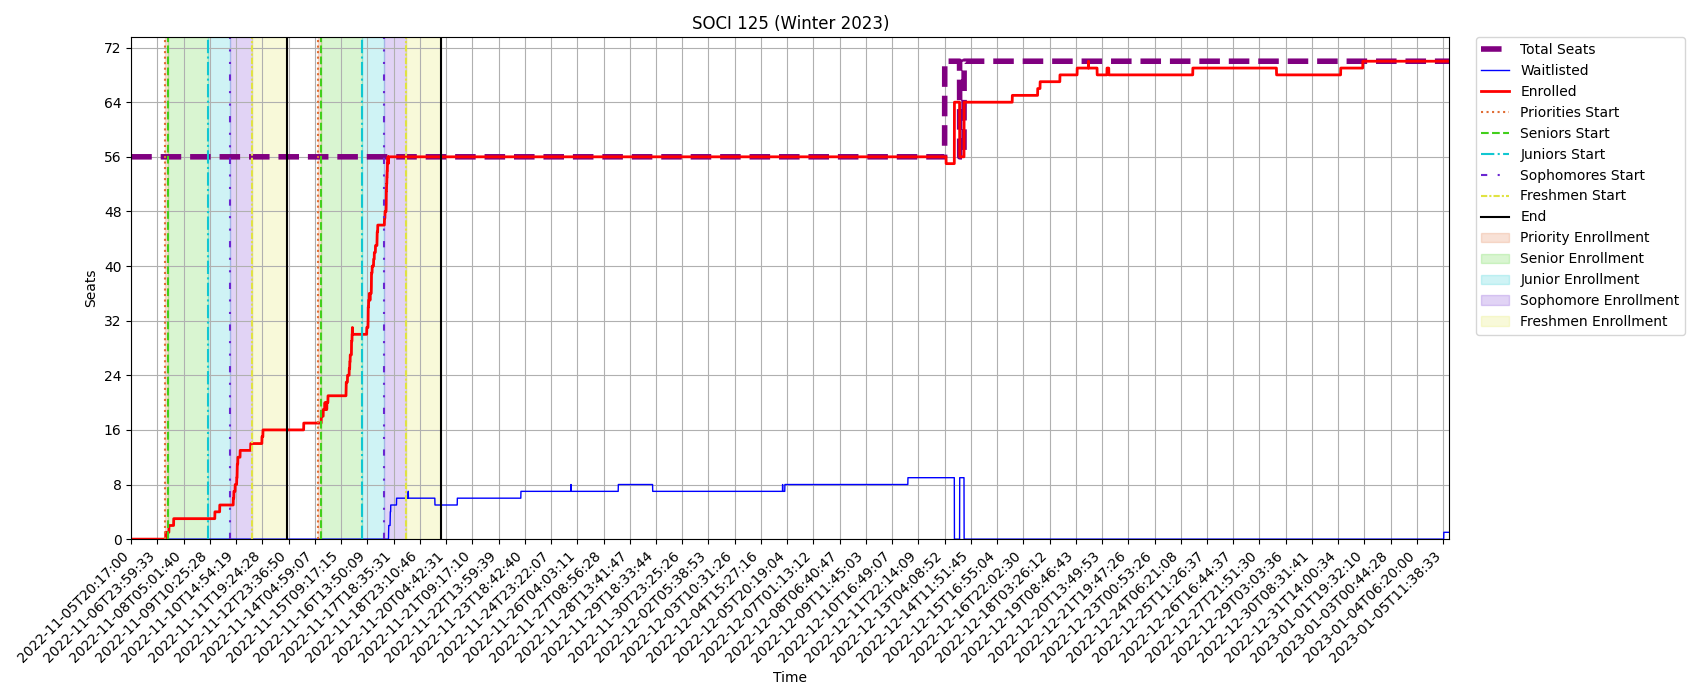 SOCI 125 (Winter 2023)
72
64
56
48
40
32
24
16
8
0
Seats
2022-11-05T20:17:00
2022-11-06T23:59:33
2022-11-08T05:01:40
2022-11-09T10:25:28
2022-11-10T14:54:19
2022-11-11T19:24:28
2022-11-12T23:36:50
2022-11-14T04:59:07
2022-11-15T09:17:15
2022-11-16T13:50:09
2022-11-17T18:35:31
2022-11-18T23:10:46
2022-11-20T04:42:31
2022-11-22T13:59:39
2022-11-23T18:42:40
2022-11-24T23:22:07
2022-11-26T04:03:11
2022-11-27T08:56:28
2022-11-28T13:41:47
2022-11-29T18:33:44
2022-11-30T23:25:26
2022-12-02T05:38:53
2022-12-03T10:31:26
2022-12-04T15:27:16
2022-12-05T20:19:04
2022-12-07T01:13:12
2022-12-08T06:40:47
2022-12-09T11:45:03
2022-12-10T16:49:07
2022-12-11T22:14:09
2022-12-13T04:08:52
2022-12-14T11:51:45
2022-12-15T16:55:04
2022-12-16T22:02:30
2022-12-18T03:26:12
2022-12-19T08:46:43
2022-12-20T13:49:53
2022-12-21T19:47:28
2022-12-23T00:53:26
2022-12-24T06:21:08
2022-12-25T11:26:37
2022-12-26T16:44:37
2022-12-27T21:51:30
2022-12-29T03:03:36
2022-12-30T08:31:41
2022-12-31T14:00:34
2023-01-01T19:32:10
2023-01-03T00:44:28
2023-01-04T06:20:00
2023-01-05T11:38:33
Time
Total Seats
Waitlisted
Enrolled
Priorities Start
Seniors Start
Juniors Start
Sophomores Start
Freshmen Start
End
Priority Enrollment
Senior Enrollment
Junior Enrollment
Sophomore Enrollment
Freshmen Enrollment